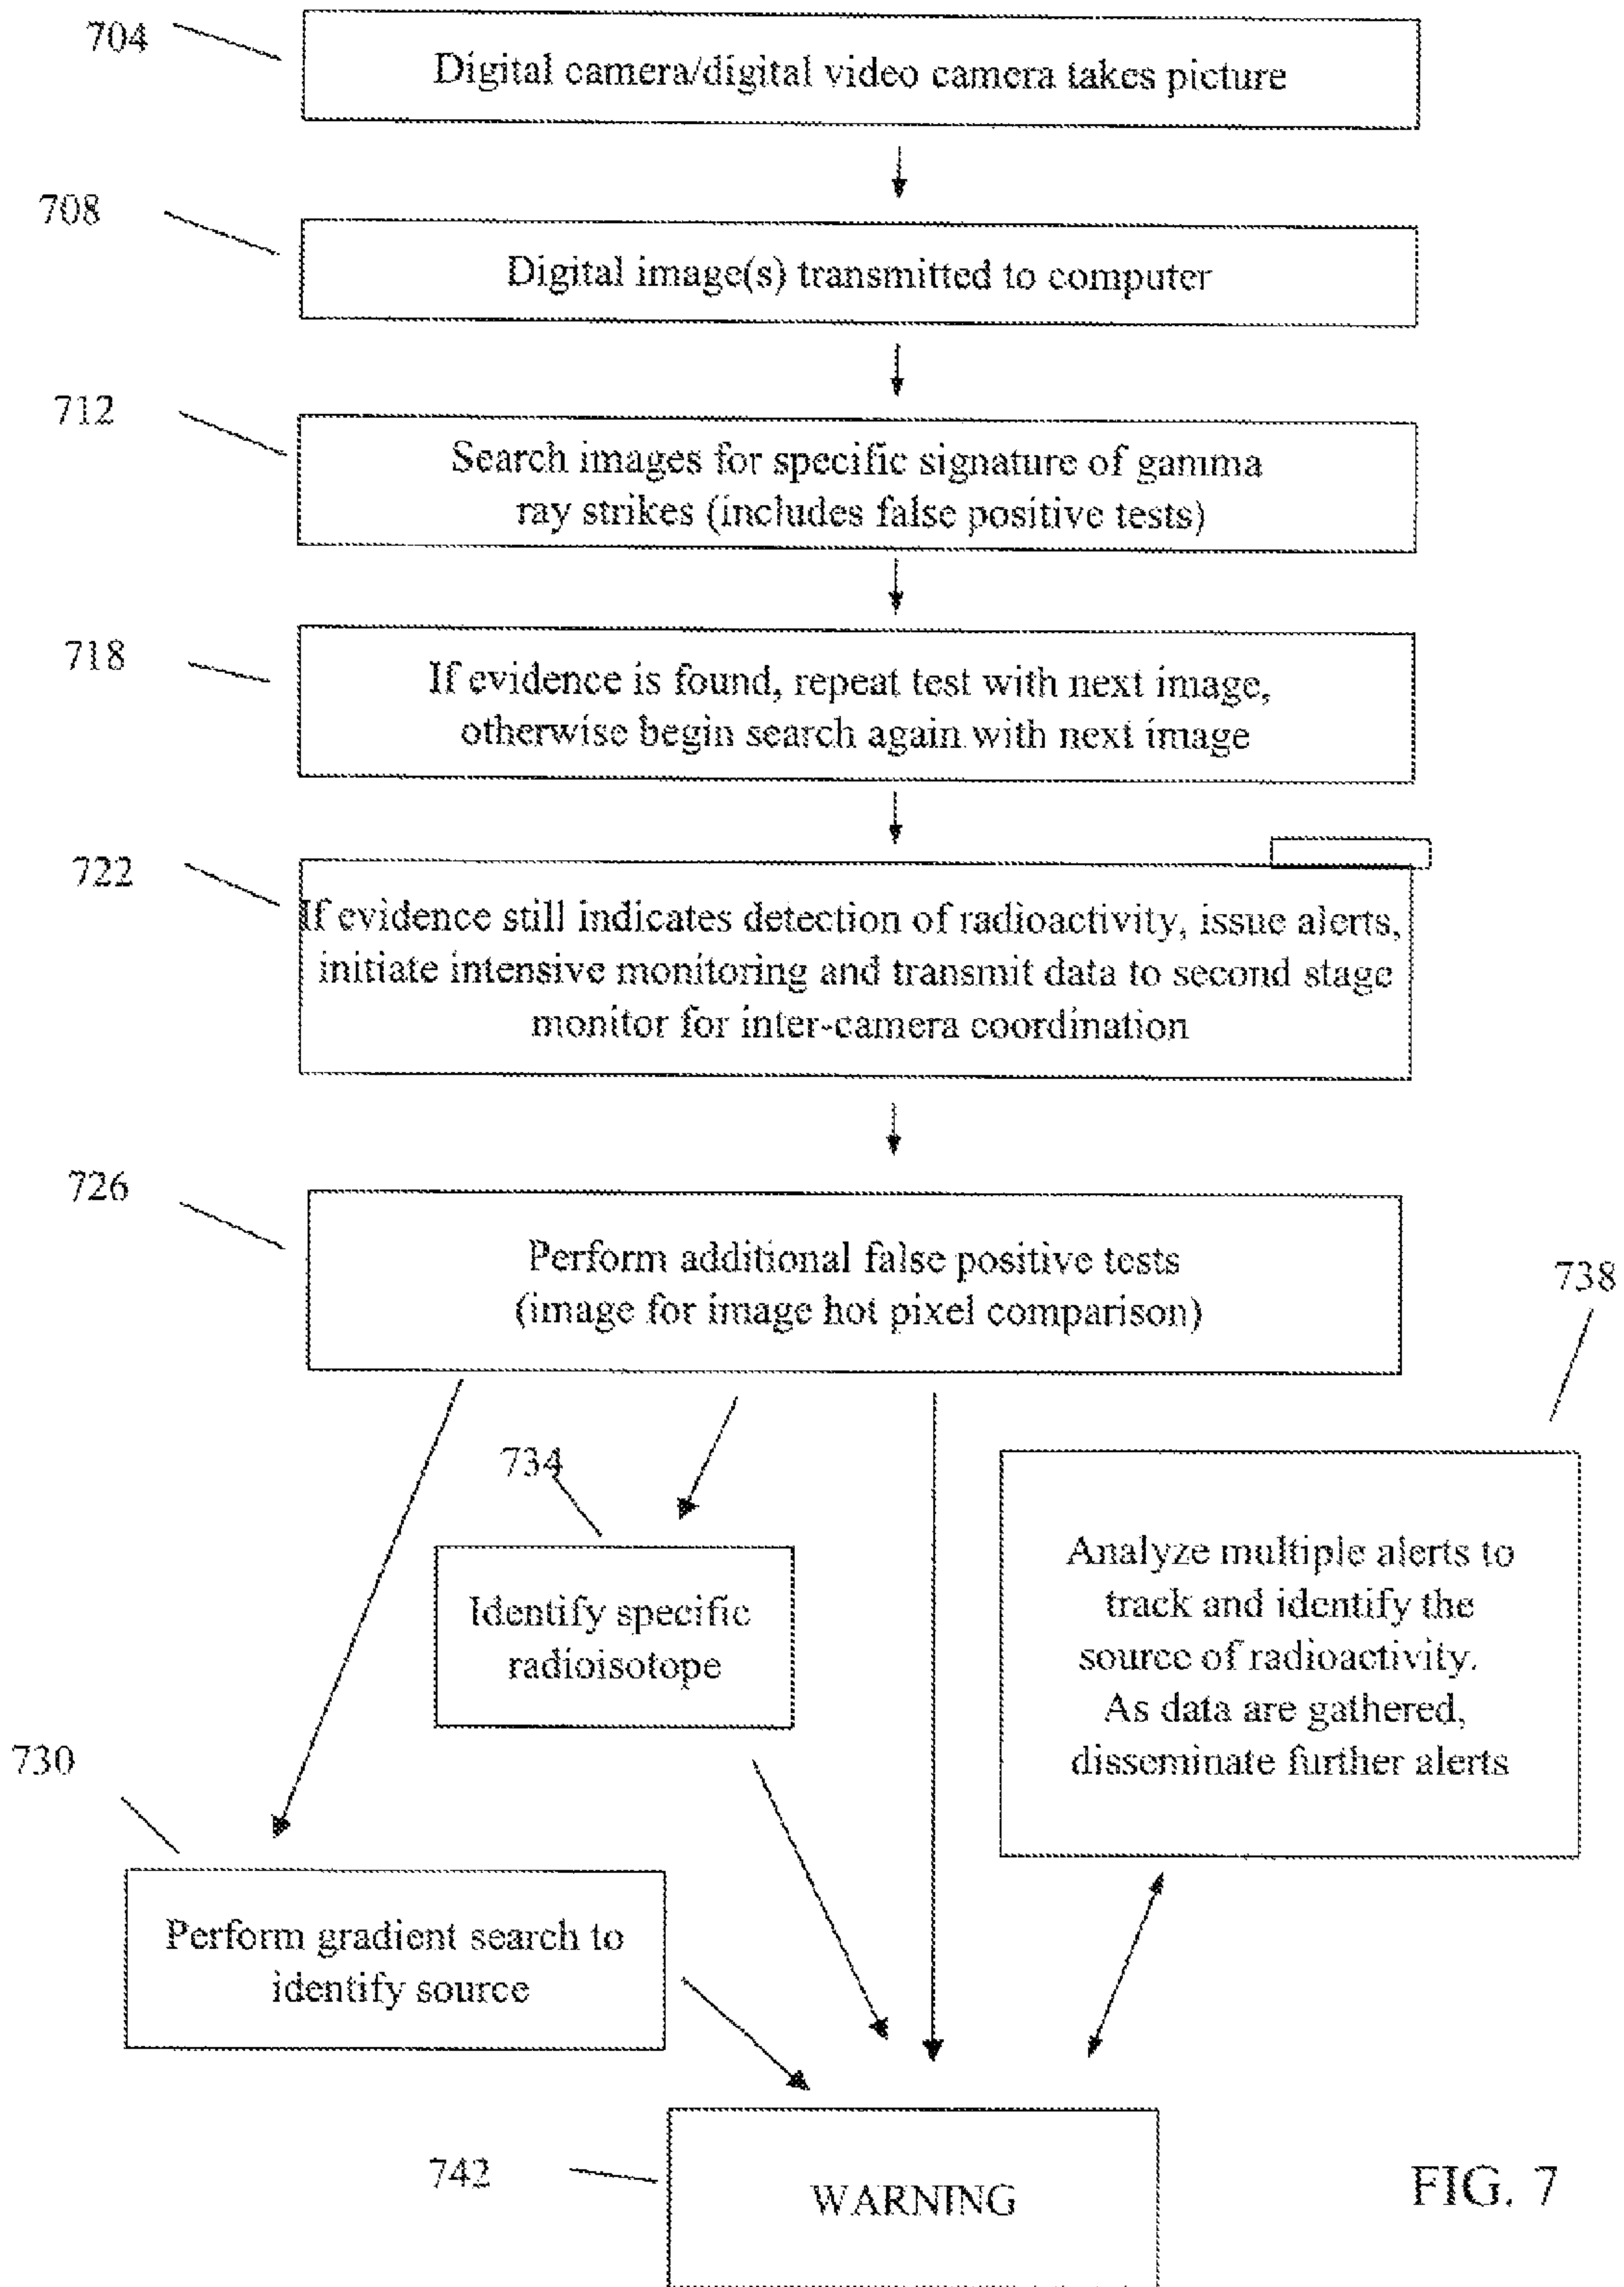 704
Digital camera/digital video camera takes picture
708
Digital image(s) transmitted to computer
712
Search images for specific signature of gamma
ray strikes (includes false positive tests)
718
If evidence is found, repeat test with next image,
otherwise begin search again with next image
722
If evidence still indicates detection of radioactivity, issue alerts,
initiate intensive monitoring and transmit data to second stage
monitor for inter-camera coordination
726
Perform additional false positive tests
(image for image hot pixel comparison)
738
734
Identify specific
radioisotope
Analyze multiple alerts to
track and identify the
source of radioactivity.
As data are gathered,
disseminate further alerts
730
Perform gradient search to
identify source
742
WARNING
FIG. 7